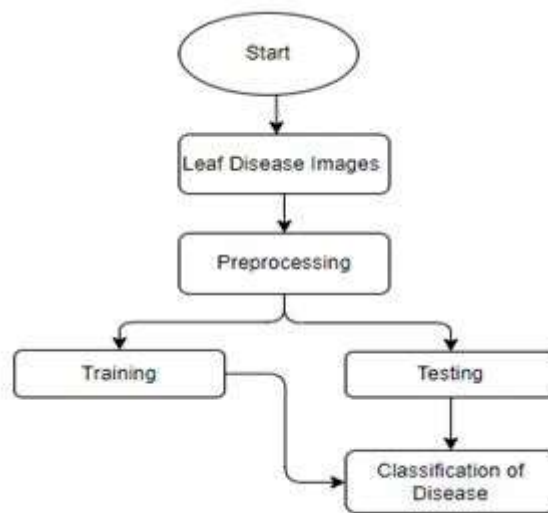 Start
Leaf Disease Images
Preprocessing
Training
Testing
Classification of
Disease